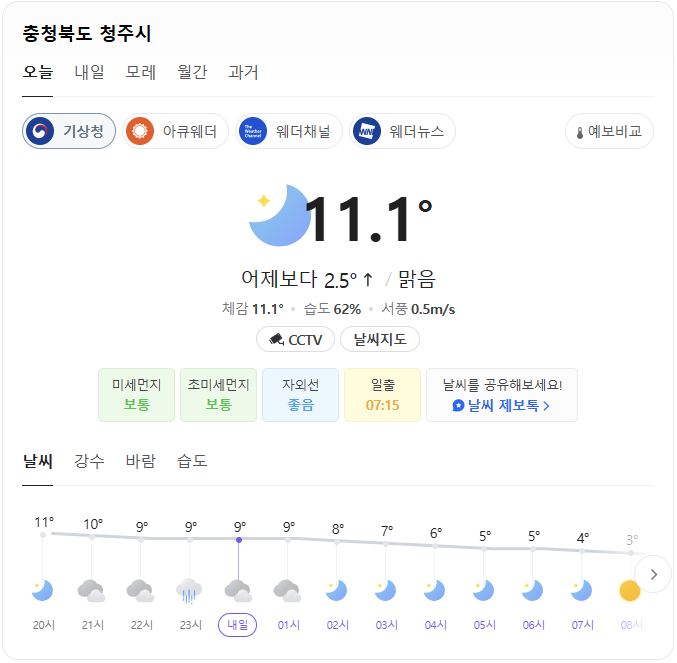 충청북도 청주시
오늘 내일 모레 월간 과거
기상청 아큐웨더 The Weather Channel 웨더채널 WN 웨더뉴스 예보비교
11.1°
어제보다 2.5° ↑ / 맑음
체감 11.1° • 습도 62% • 서풍 0.5m/s
CCTV 날씨지도
미세먼지 초미세먼지 자외선 일출 날씨를 공유해보세요!
보통 보통 좋음 07:15 날씨 제보톡 >
날씨 강수 바람 습도
11° 10° 9° 9° 9° 9° 8° 7° 6° 5° 5° 4° 3°
20시 21시 22시 23시 내일 01시 02시 03시 04시 05시 06시 07시 08시